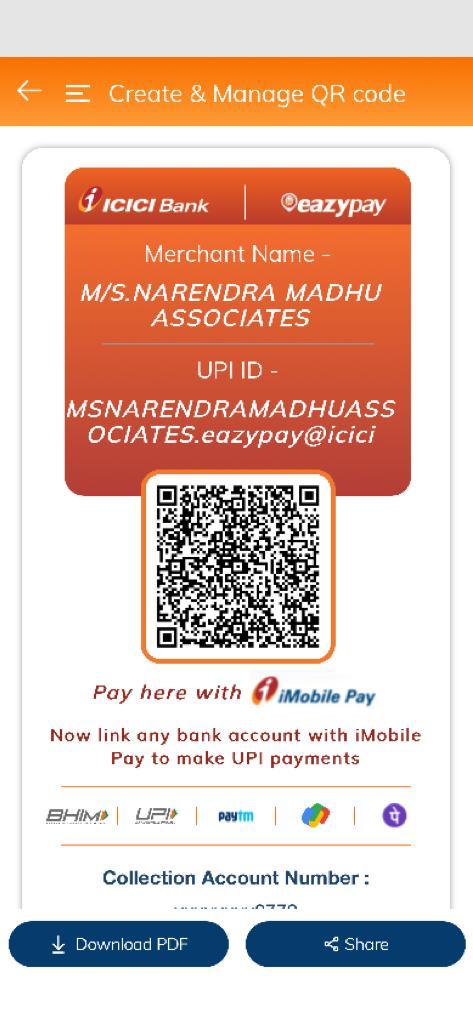 Create & Manage QR code
ICICI Bank | eazypay
Merchant Name -
M/S.NARENDRA MADHU
ASSOCIATES
UPI ID -
MSNARENDRAMADHUASS
OCIATES.eazypay@icici
Pay here with iMobile Pay
Now link any bank account with iMobile
Pay to make UPI payments
BHIM | UPI | paytm | | पे
Collection Account Number :
Download PDF
Share